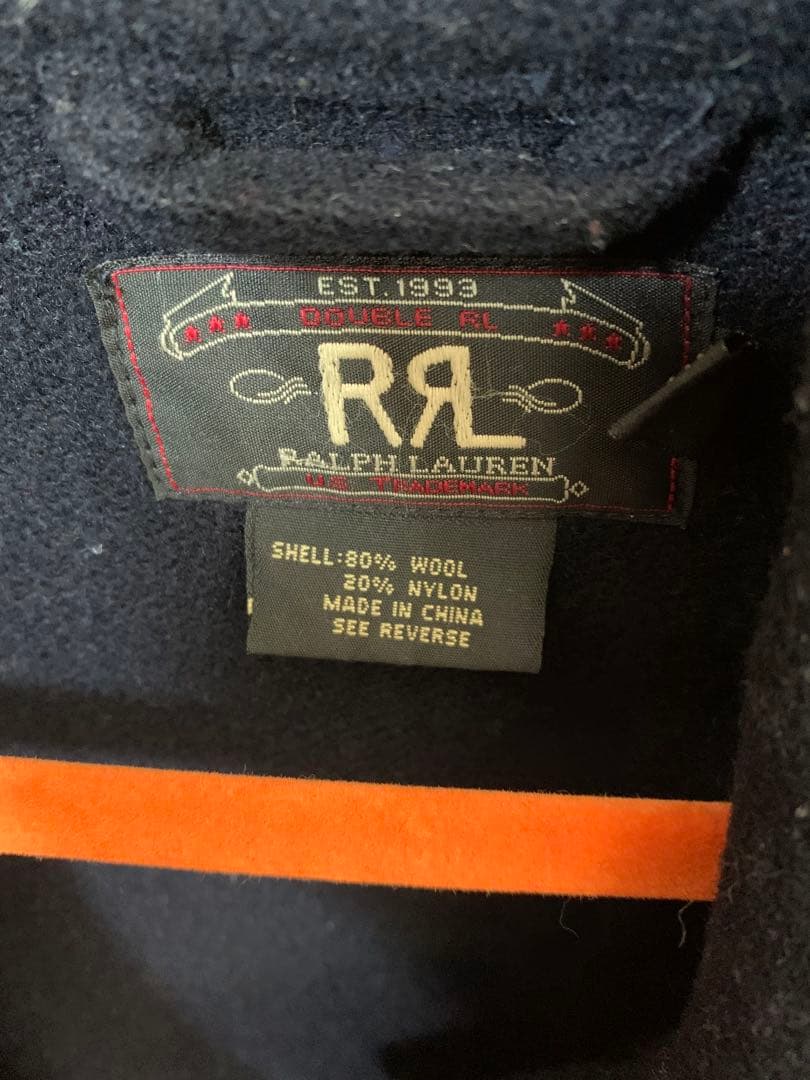 EST.1993
DOUBLE RL
RRL
RALPH LAUREN
U.S. TRADEMARK
SHELL:80% WOOL
20% NYLON
MADE IN CHINA
SEE REVERSE